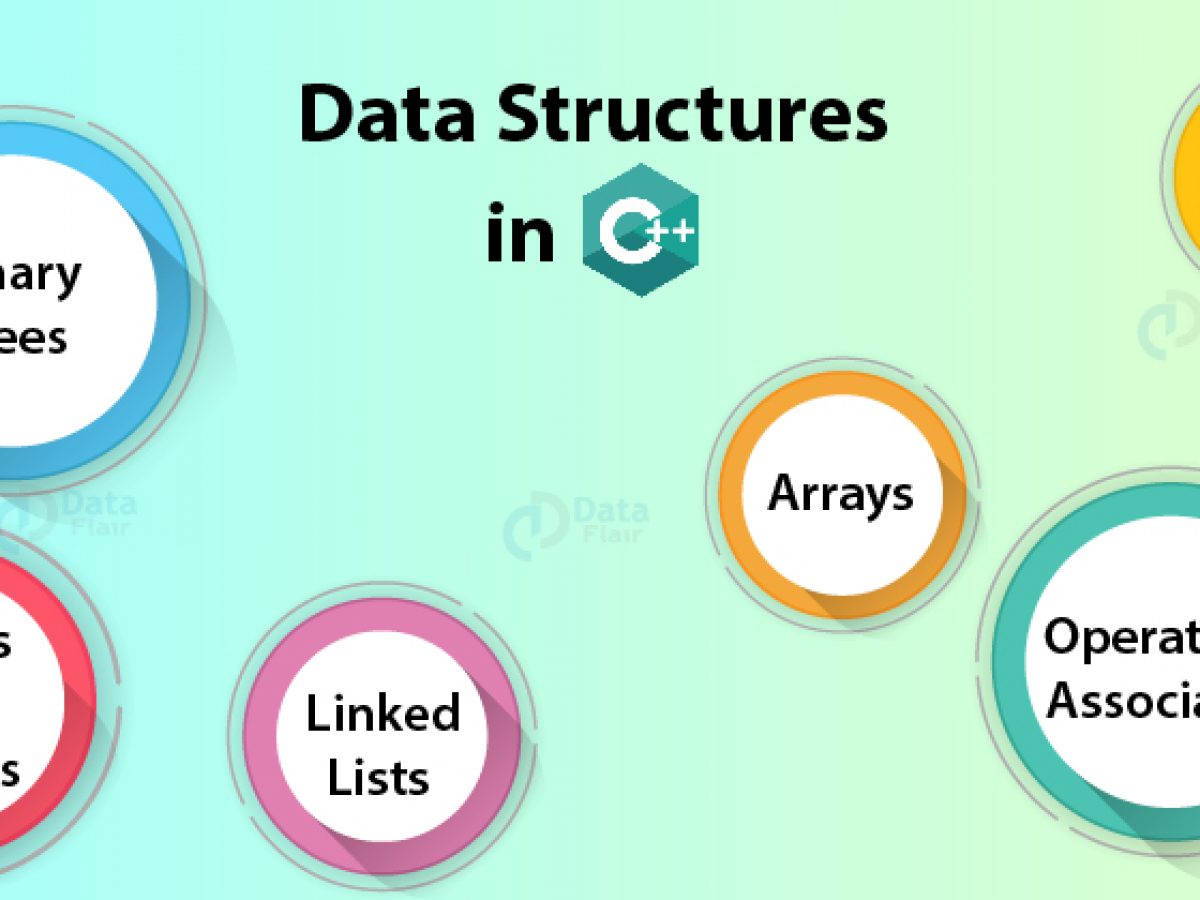 Data Structures
in C++
nary
ees
Arrays
Data
Flair
Data
Flair
s
s
Linked
Lists
Operat
Associa